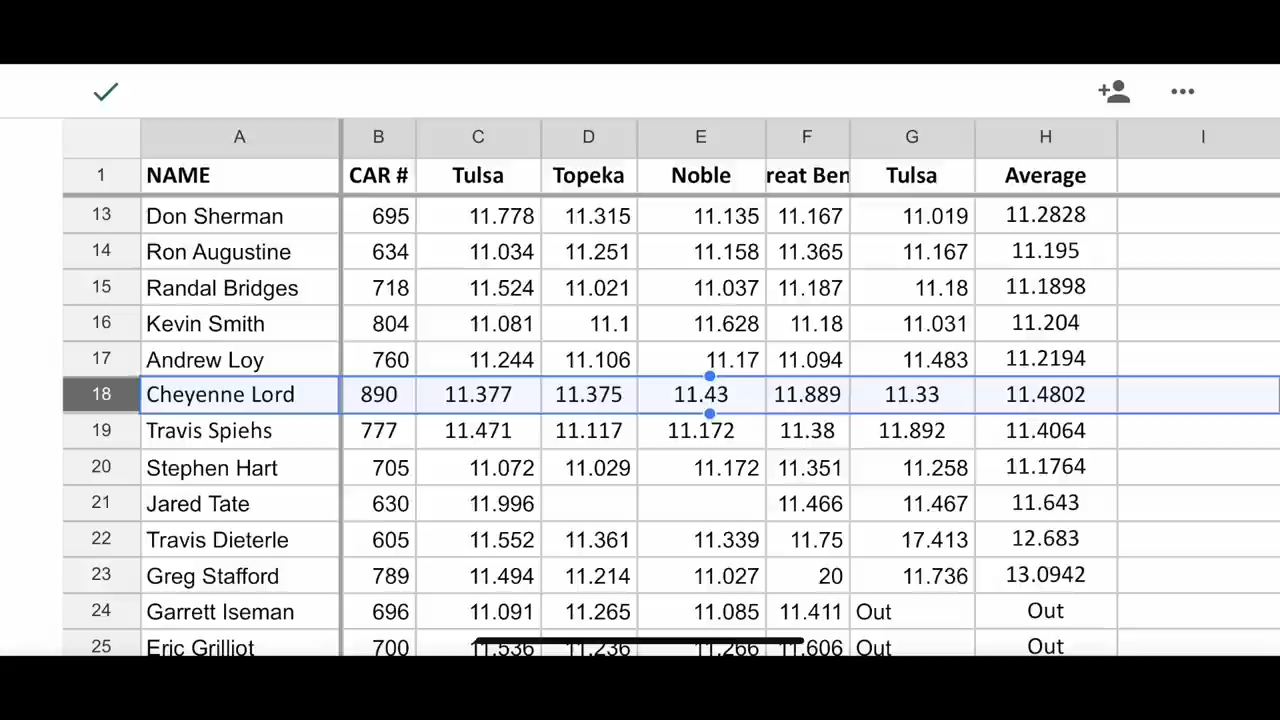 A B C D E F G H I
1 NAME CAR # Tulsa Topeka Noble reat Ben Tulsa Average
13 Don Sherman 695 11.778 11.315 11.135 11.167 11.019 11.2828
14 Ron Augustine 634 11.034 11.251 11.158 11.365 11.167 11.195
15 Randal Bridges 718 11.524 11.021 11.037 11.187 11.18 11.1898
16 Kevin Smith 804 11.081 11.1 11.628 11.18 11.031 11.204
17 Andrew Loy 760 11.244 11.106 11.17 11.094 11.483 11.2194
18 Cheyenne Lord 890 11.377 11.375 11.43 11.889 11.33 11.4802
19 Travis Spiehs 777 11.471 11.117 11.172 11.38 11.892 11.4064
20 Stephen Hart 705 11.072 11.029 11.172 11.351 11.258 11.1764
21 Jared Tate 630 11.996 11.466 11.467 11.643
22 Travis Dieterle 605 11.552 11.361 11.339 11.75 17.413 12.683
23 Greg Stafford 789 11.494 11.214 11.027 20 11.736 13.0942
24 Garrett Iseman 696 11.091 11.265 11.085 11.411 Out Out
25 Eric Grilliot 700 11.536 11.236 11.266 11.606 Out Out